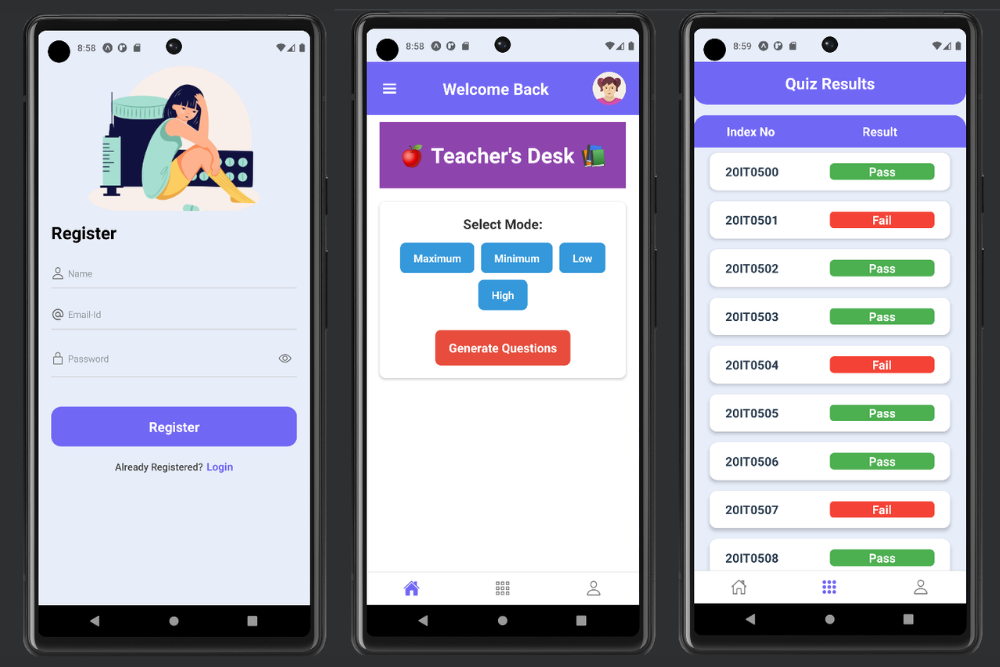 8:58
Register
Name
@ Email-Id
Password
Register
Already Registered? Login
8:58
Welcome Back
Teacher's Desk
Select Mode:
Maximum Minimum Low
High
Generate Questions
8:59
Quiz Results
Index No Result
20IT0500 Pass
20IT0501 Fail
20IT0502 Pass
20IT0503 Pass
20IT0504 Fail
20IT0505 Pass
20IT0506 Pass
20IT0507 Fail
20IT0508 Pass